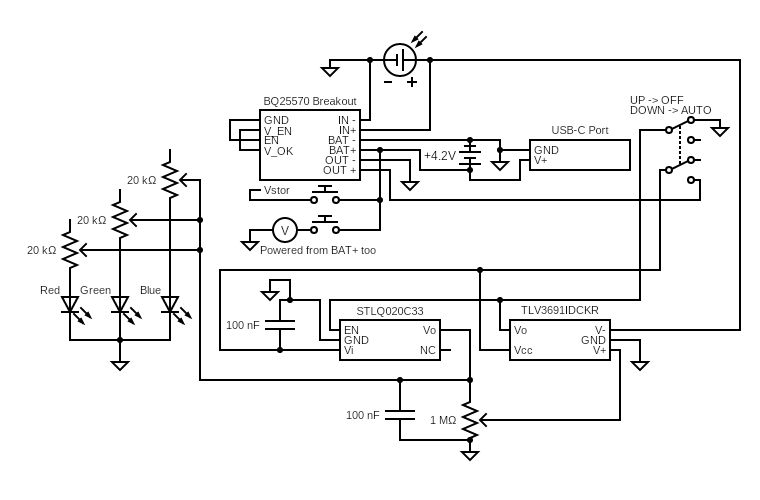 − +
BQ25570 Breakout
GND IN -
V_EN IN+
EN BAT -
V_OK BAT+
OUT -
OUT +
+4.2V
USB-C Port
GND
V+
UP -> OFF
DOWN -> AUTO
Vstor
V
Powered from BAT+ too
20 kΩ
20 kΩ
20 kΩ
Red Green Blue
100 nF
STLQ020C33
EN Vo
GND
Vi NC
TLV3691IDCKR
Vo V-
GND
Vcc V+
100 nF
1 MΩ